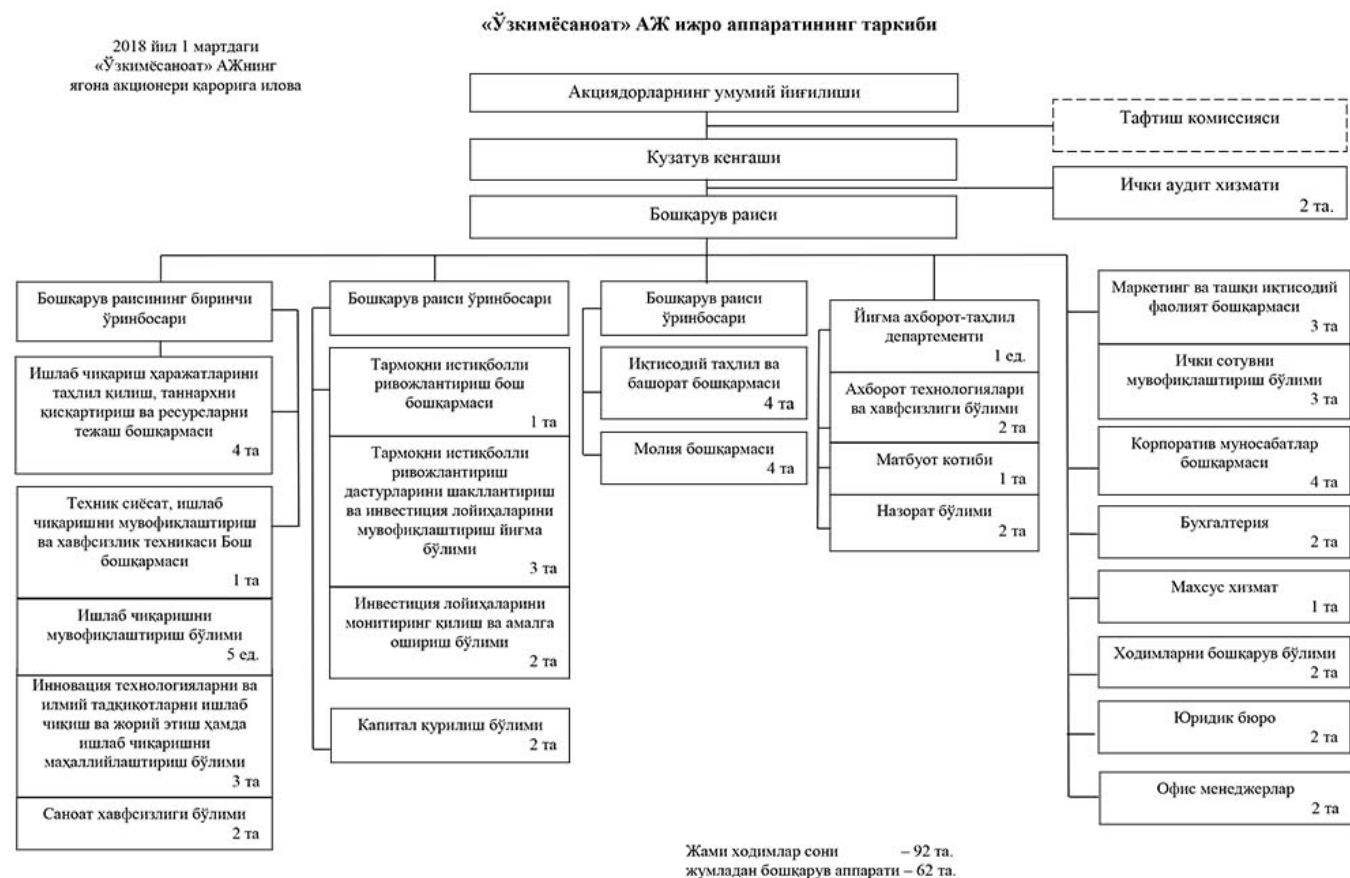 «Ўзкимёсаноат» АЖ ижро аппаратининг таркиби
2018 йил 1 мартдаги
«Ўзкимёсаноат» АЖнинг
ягона акционери қарорига илова
Акциядорларнинг умумий йиғилиши
Тафтиш комиссияси
Кузатув кенгаши
Ички аудит хизмати
2 та.
Бошқарув раиси
Бошқарув раисининг биринчи
ўринбосари
Ишлаб чиқариш ҳаражатларини
таҳлил қилиш, таннархни
қисқартириш ва ресурсларни
тежаш бошқармаси
4 та
Техник сиёсат, ишлаб
чиқаришни мувофиқлаштириш
ва хавфсизлик техникаси Бош
бошқармаси
1 та
Ишлаб чиқаришни
мувофиқлаштириш бўлими
5 ед.
Инновация технологияларни ва
илмий тадқиқотларни ишлаб
чиқиш ва жорий этиш ҳамда
ишлаб чиқаришни
маҳаллийлаштириш бўлими
3 та
Саноат хавфсизлиги бўлими
2 та
Бошқарув раиси ўринбосари
Тармоқни истиқболли
ривожлантириш бош
бошқармаси
1 та
Тармоқни истиқболли
ривожлантириш
дастурларини шакллантириш
ва инвестиция лойиҳаларини
мувофиқлаштириш йиғма
бўлими
3 та
Инвестиция лойиҳаларини
мониторинг қилиш ва амалга
ошириш бўлими
2 та
Капитал қурилиш бўлими
2 та
Бошқарув раиси
ўринбосари
Иқтисодий таҳлил ва
башорат бошқармаси
4 та
Молия бошқармаси
4 та
Йиғма ахборот-таҳлил
департементи
1 ед.
Ахборот технологиялари
ва хавфсизлиги бўлими
2 та
Матбуот котиби
1 та
Назорат бўлими
2 та
Маркетинг ва ташқи иқтисодий
фаолият бошқармаси
3 та
Ички сотувни
мувофиқлаштириш бўлими
3 та
Корпоратив муносабатлар
бошқармаси
4 та
Бухгалтерия
2 та
Махсус хизмат
1 та
Ходимларни бошқарув бўлими
2 та
Юридик бюро
2 та
Офис менеджерлар
2 та
Жами ходимлар сони – 92 та.
жумладан бошқарув аппарати – 62 та.